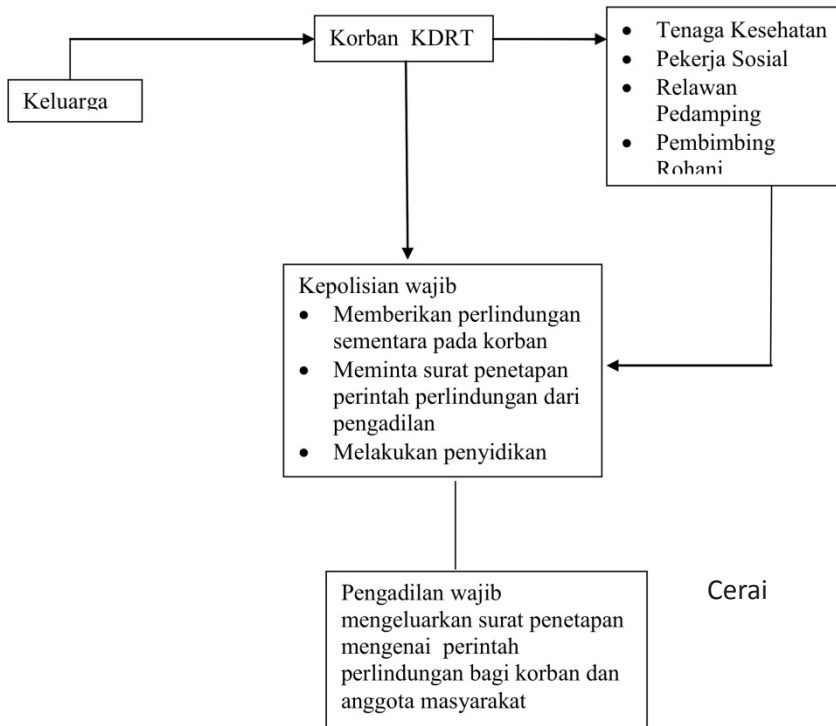 Korban KDRT
Keluarga
• Tenaga Kesehatan
• Pekerja Sosial
• Relawan
Pedamping
• Pembimbing
Rohani
Kepolisian wajib
• Memberikan perlindungan
sementara pada korban
• Meminta surat penetapan
perintah perlindungan dari
pengadilan
• Melakukan penyidikan
Pengadilan wajib
mengeluarkan surat penetapan
mengenai perintah
perlindungan bagi korban dan
anggota masyarakat
Cerai